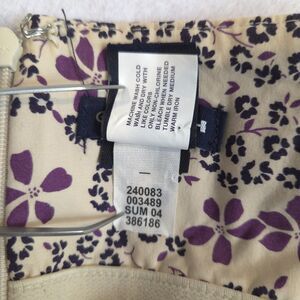 MACHINE WASH COLD
WASH AND DRY WITH
LIKE COLORS
ONLY NON-CHLORINE
BLEACH WHEN NEEDED
TUMBLE DRY MEDIUM
WARM IRON
240083
003489
SUM 04
386186